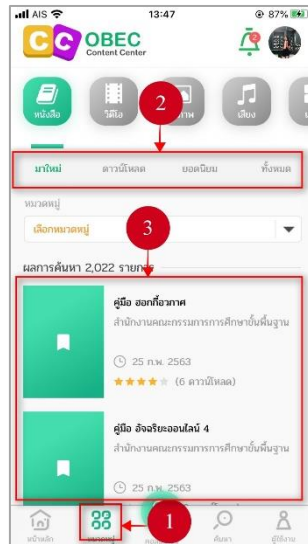 AIS 13:47 87%
CC OBEC
Content Center
หนังสือ วิดีโอ ภาพ เสียง
2
มาใหม่ ดาวน์โหลด ยอดนิยม ทั้งหมด
หมวดหมู่
เลือกหมวดหมู่
3
ผลการค้นหา 2,022 รายการ
คู่มือ ฮอกกี้อวกาศ
สำนักงานคณะกรรมการการศึกษาขั้นพื้นฐาน
25 ก.พ. 2563
(6 ดาวน์โหลด)
คู่มือ อัจฉริยะออนไลน์ 4
สำนักงานคณะกรรมการการศึกษาขั้นพื้นฐาน
25 ก.พ. 2563
1
หน้าหลัก หมวดหมู่ ค้นหา ผู้ใช้งาน